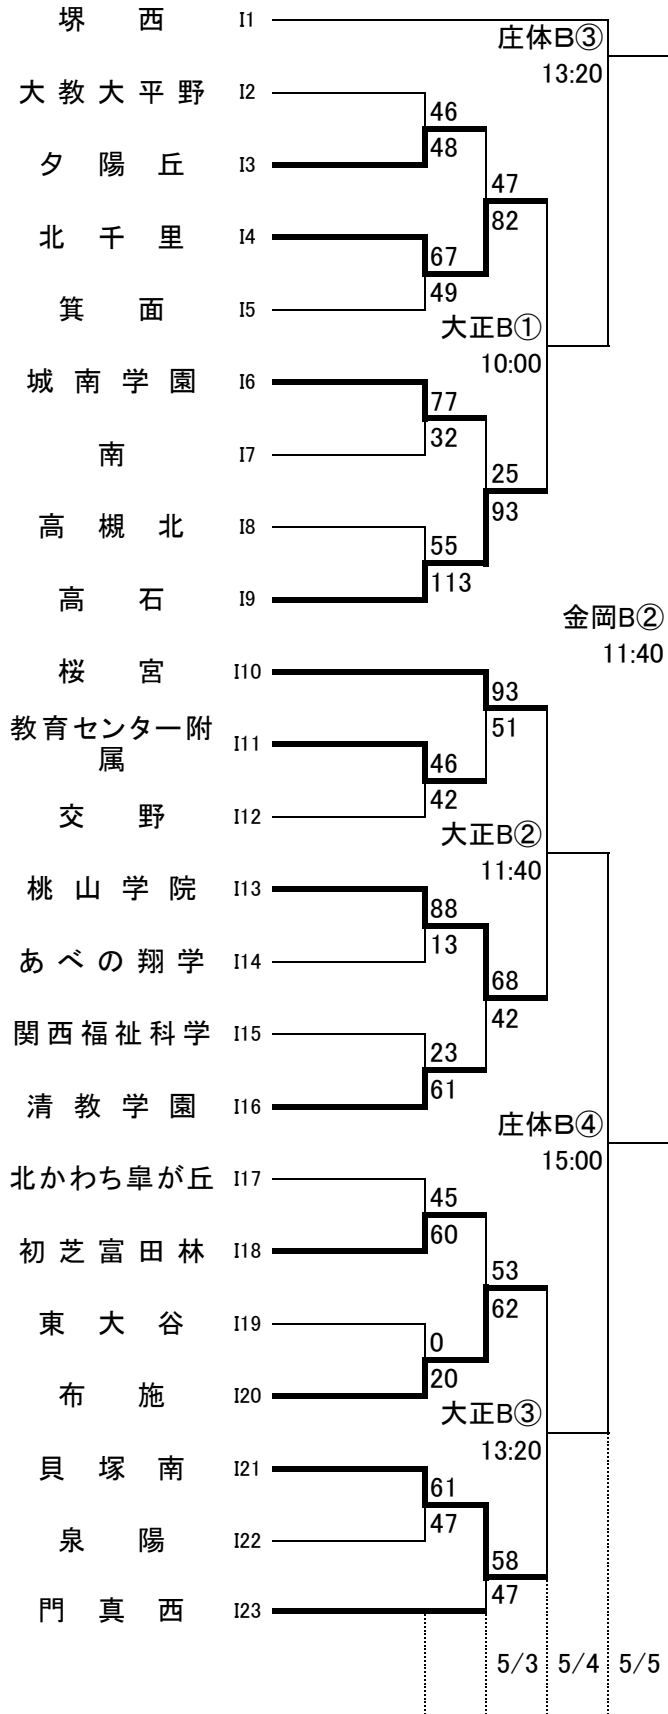 堺西 I1
庄体B③
13:20
大教大平野 I2
46
夕陽丘 I3
48
47
北千里 I4
82
67
箕面 I5
49
大正B①
10:00
城南学園 I6
77
南 I7
32
25
高槻北 I8
93
55
高石 I9
113
金岡B②
11:40
桜宮 I10
93
教育センター附属 I11
51
46
交野 I12
42
大正B②
11:40
桃山学院 I13
88
あべの翔学 I14
13
68
関西福祉科学 I15
42
23
清教学園 I16
61
庄体B④
15:00
北かわち皐が丘 I17
45
初芝富田林 I18
60
53
東大谷 I19
62
0
布施 I20
20
大正B③
13:20
貝塚南 I21
61
泉陽 I22
47
58
門真西 I23
47
5/3 5/4 5/5